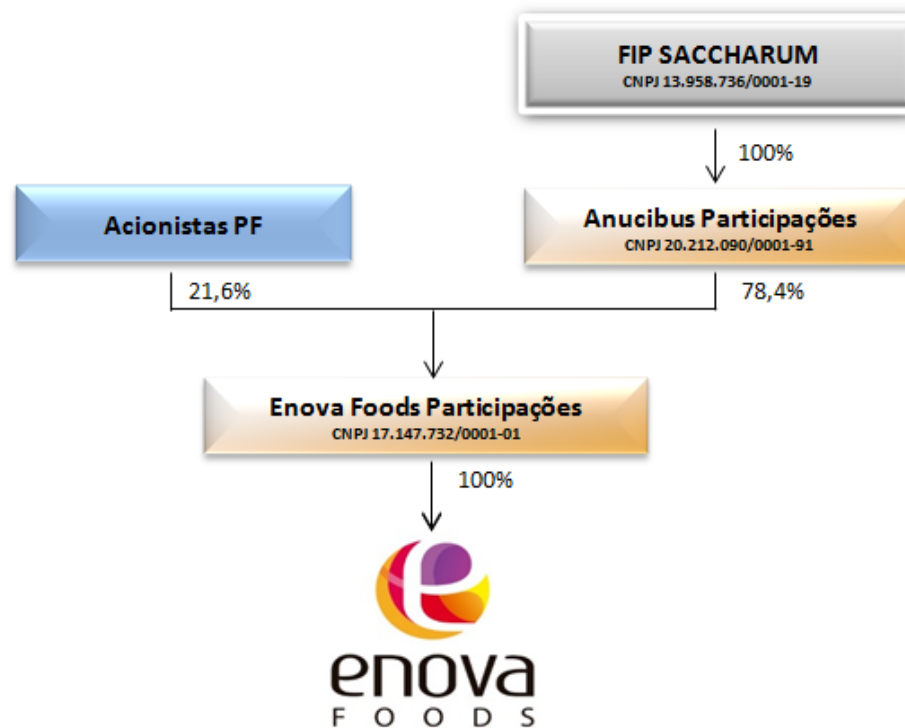 FIP SACCHARUM
CNPJ 13.958.736/0001-19
100%
Acionistas PF
Anucibus Participações
CNPJ 20.212.090/0001-91
21,6%
78,4%
Enova Foods Participações
CNPJ 17.147.732/0001-01
100%
enova
FOODS